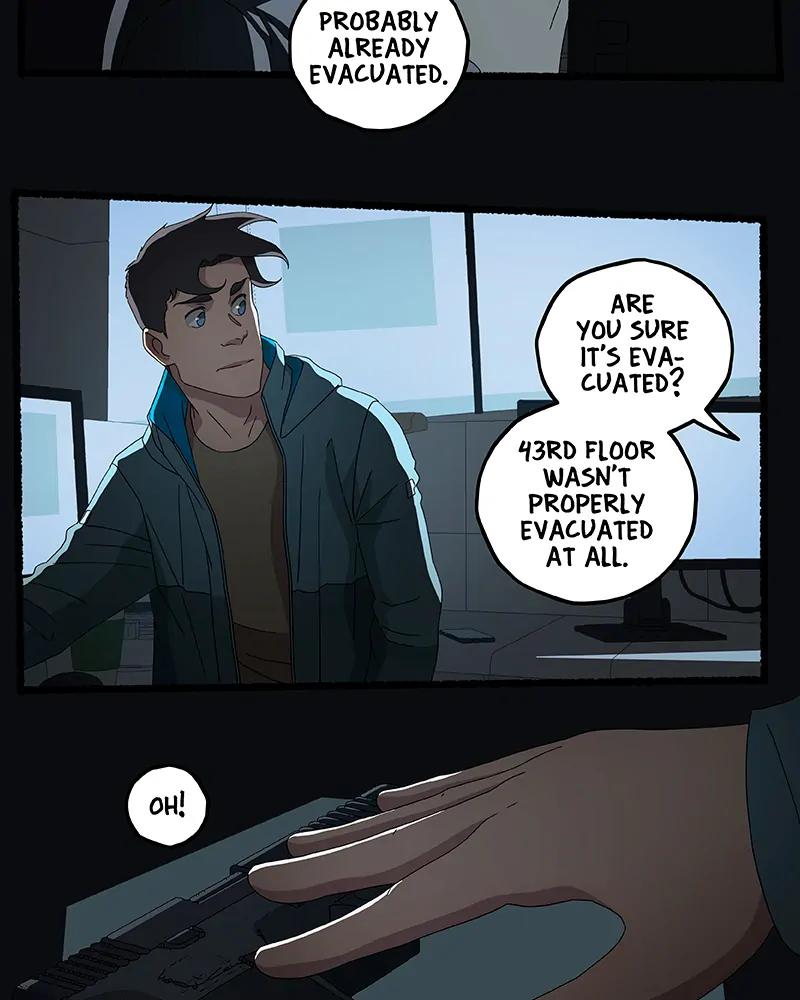 PROBABLY
ALREADY
EVACUATED.
ARE
YOU SURE
IT'S EVA-
CUATED?
43RD FLOOR
WASN'T
PROPERLY
EVACUATED
AT ALL.
OH!